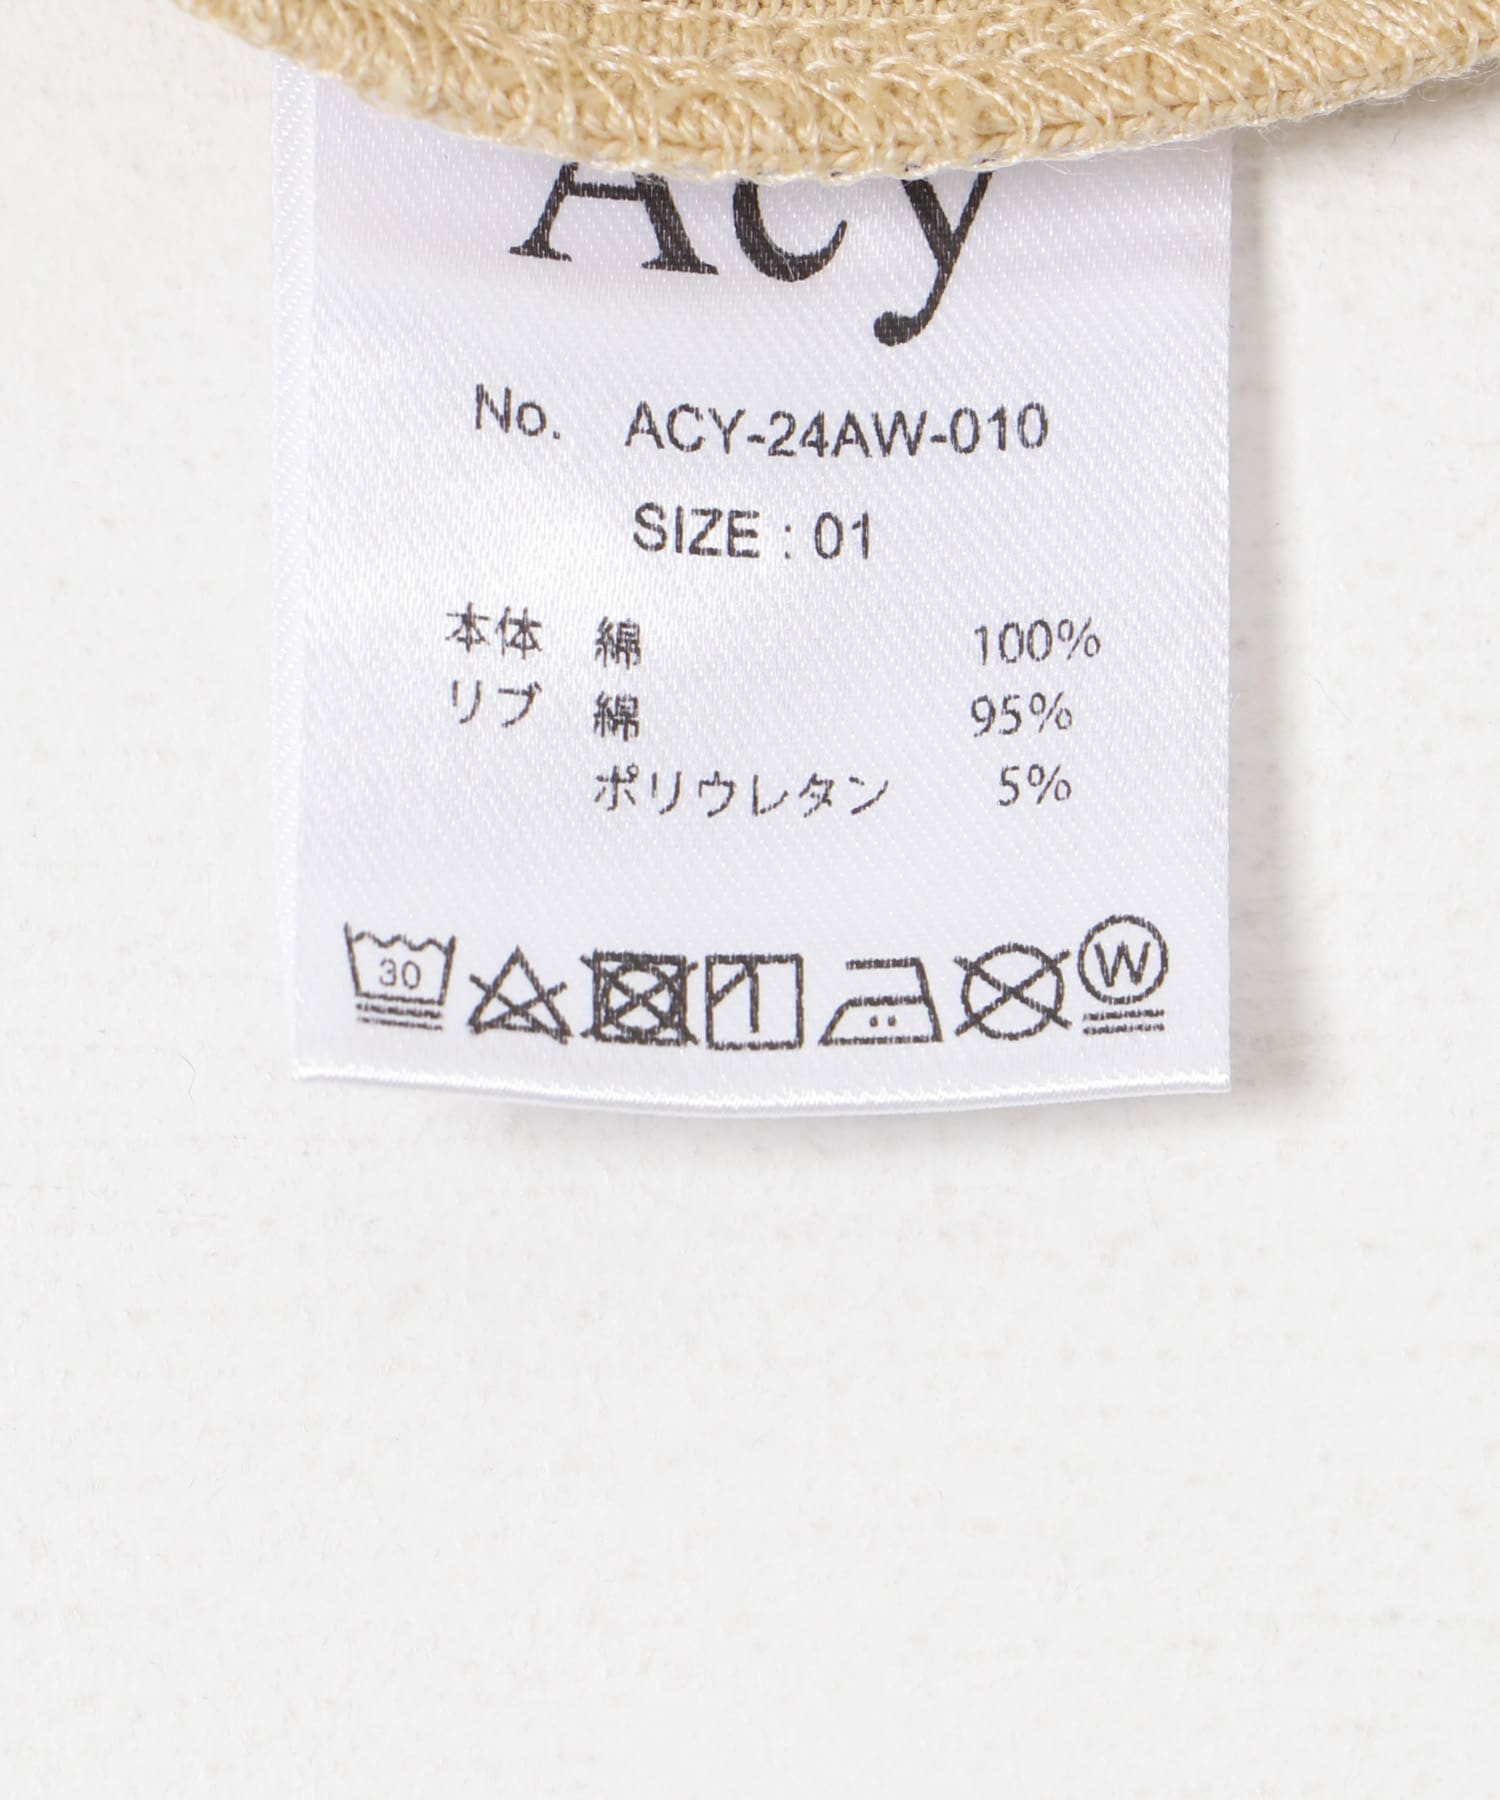 Acy
No. ACY-24AW-010
SIZE : 01
本体 綿 100%
リブ 綿 95%
ポリウレタン 5%
30 W